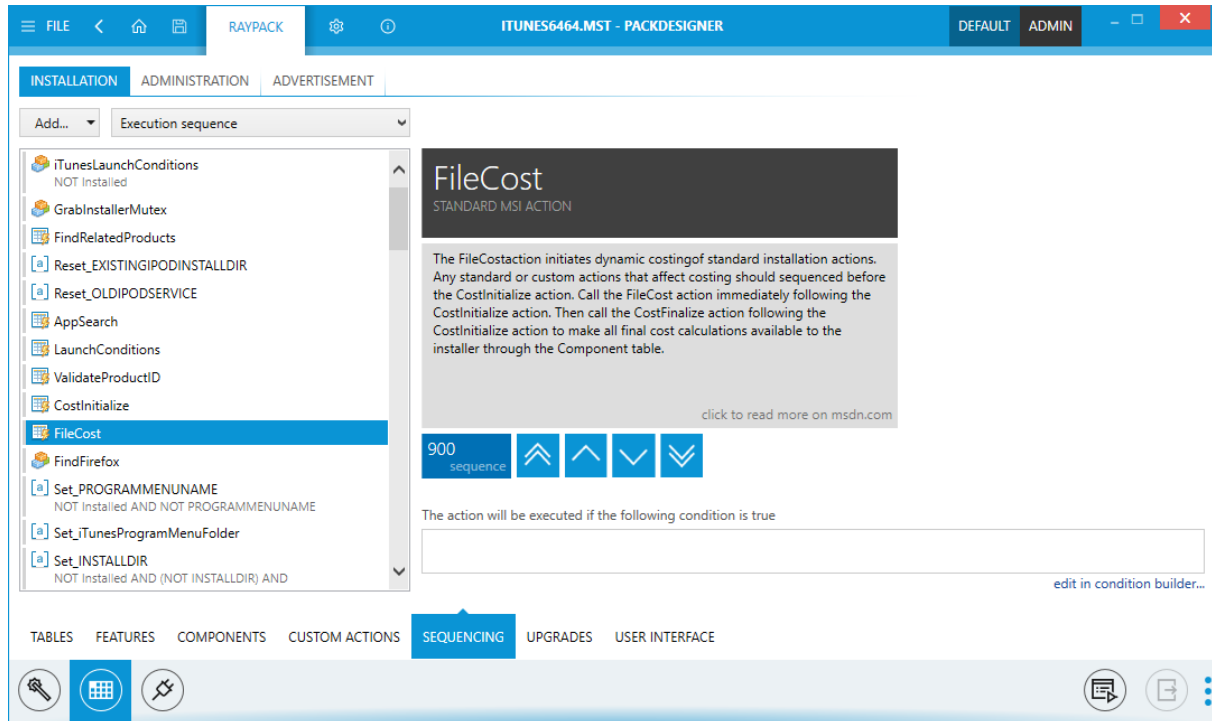 FILE
RAYPACK
ITUNES6464.MST - PACKDESIGNER
DEFAULT
ADMIN
INSTALLATION
ADMINISTRATION
ADVERTISEMENT
Add...
Execution sequence
iTunesLaunchConditions
NOT Installed
GrabInstallerMutex
FindRelatedProducts
[a] Reset_EXISTINGIPODINSTALLDIR
[a] Reset_OLDIPODSERVICE
AppSearch
LaunchConditions
ValidateProductID
CostInitialize
FileCost
FindFirefox
[a] Set_PROGRAMMENUNAME
NOT Installed AND NOT PROGRAMMENUNAME
[a] Set_iTunesProgramMenuFolder
[a] Set_INSTALLDIR
NOT Installed AND (NOT INSTALLDIR) AND
FileCost
STANDARD MSI ACTION
The FileCostaction initiates dynamic costingof standard installation actions.
Any standard or custom actions that affect costing should sequenced before
the CostInitialize action. Call the FileCost action immediately following the
CostInitialize action. Then call the CostFinalize action following the
CostInitialize action to make all final cost calculations available to the
installer through the Component table.
click to read more on msdn.com
900
sequence
The action will be executed if the following condition is true
edit in condition builder...
TABLES
FEATURES
COMPONENTS
CUSTOM ACTIONS
SEQUENCING
UPGRADES
USER INTERFACE